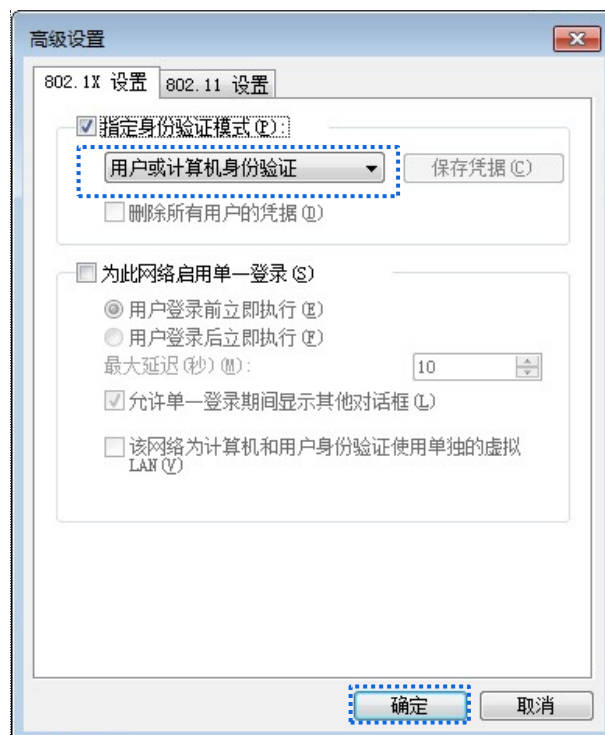 高级设置
802.1X 设置 802.11 设置
指定身份验证模式(P):
用户或计算机身份验证 保存凭据(C)
删除所有用户的凭据(D)
为此网络启用单一登录(S)
用户登录前立即执行(E)
用户登录后立即执行(F)
最大延迟(秒)(M): 10
允许单一登录期间显示其他对话框(L)
该网络为计算机和用户身份验证使用单独的虚拟
LAN(V)
确定 取消